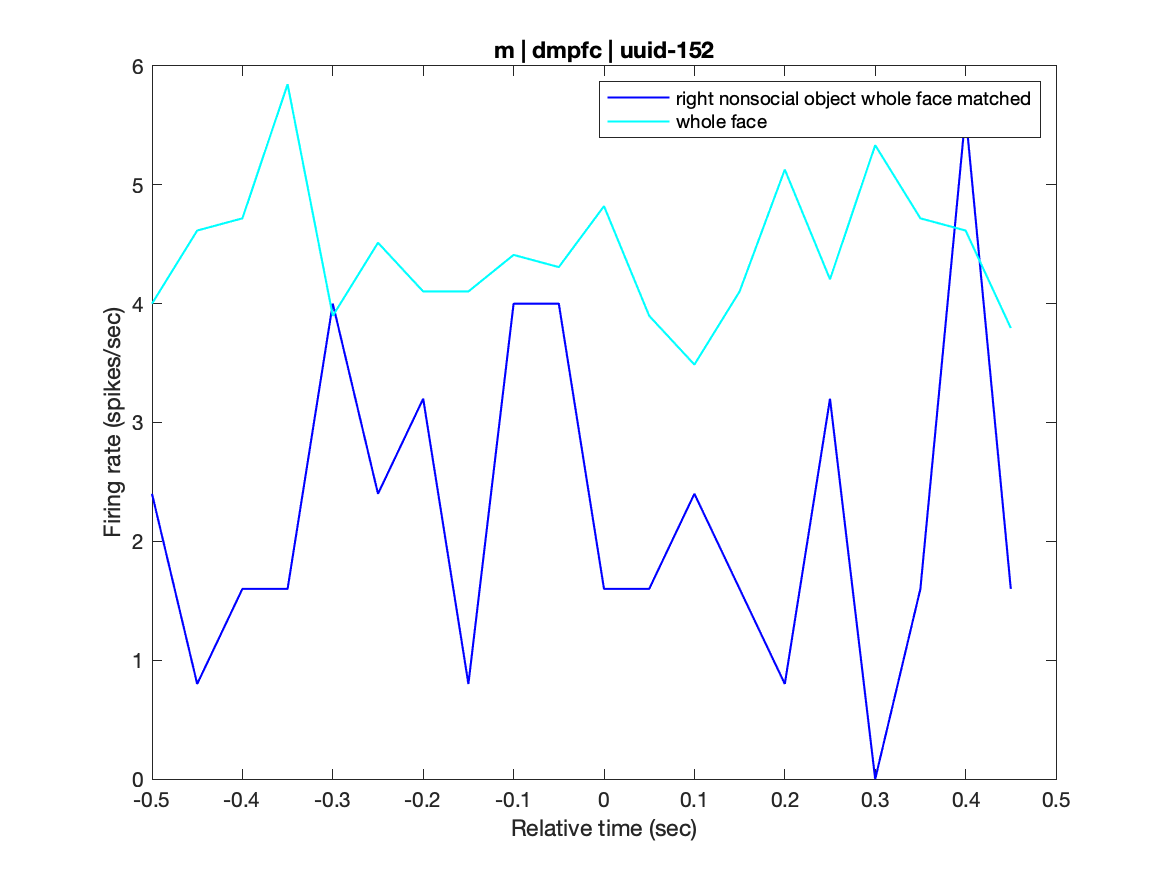 m | dmpfc | uuid-152
6
right nonsocial object whole face matched
whole face
5
4
3
2
1
0
Firing rate (spikes/sec)
-0.5 -0.4 -0.3 -0.2 -0.1 0 0.1 0.2 0.3 0.4 0.5
Relative time (sec)